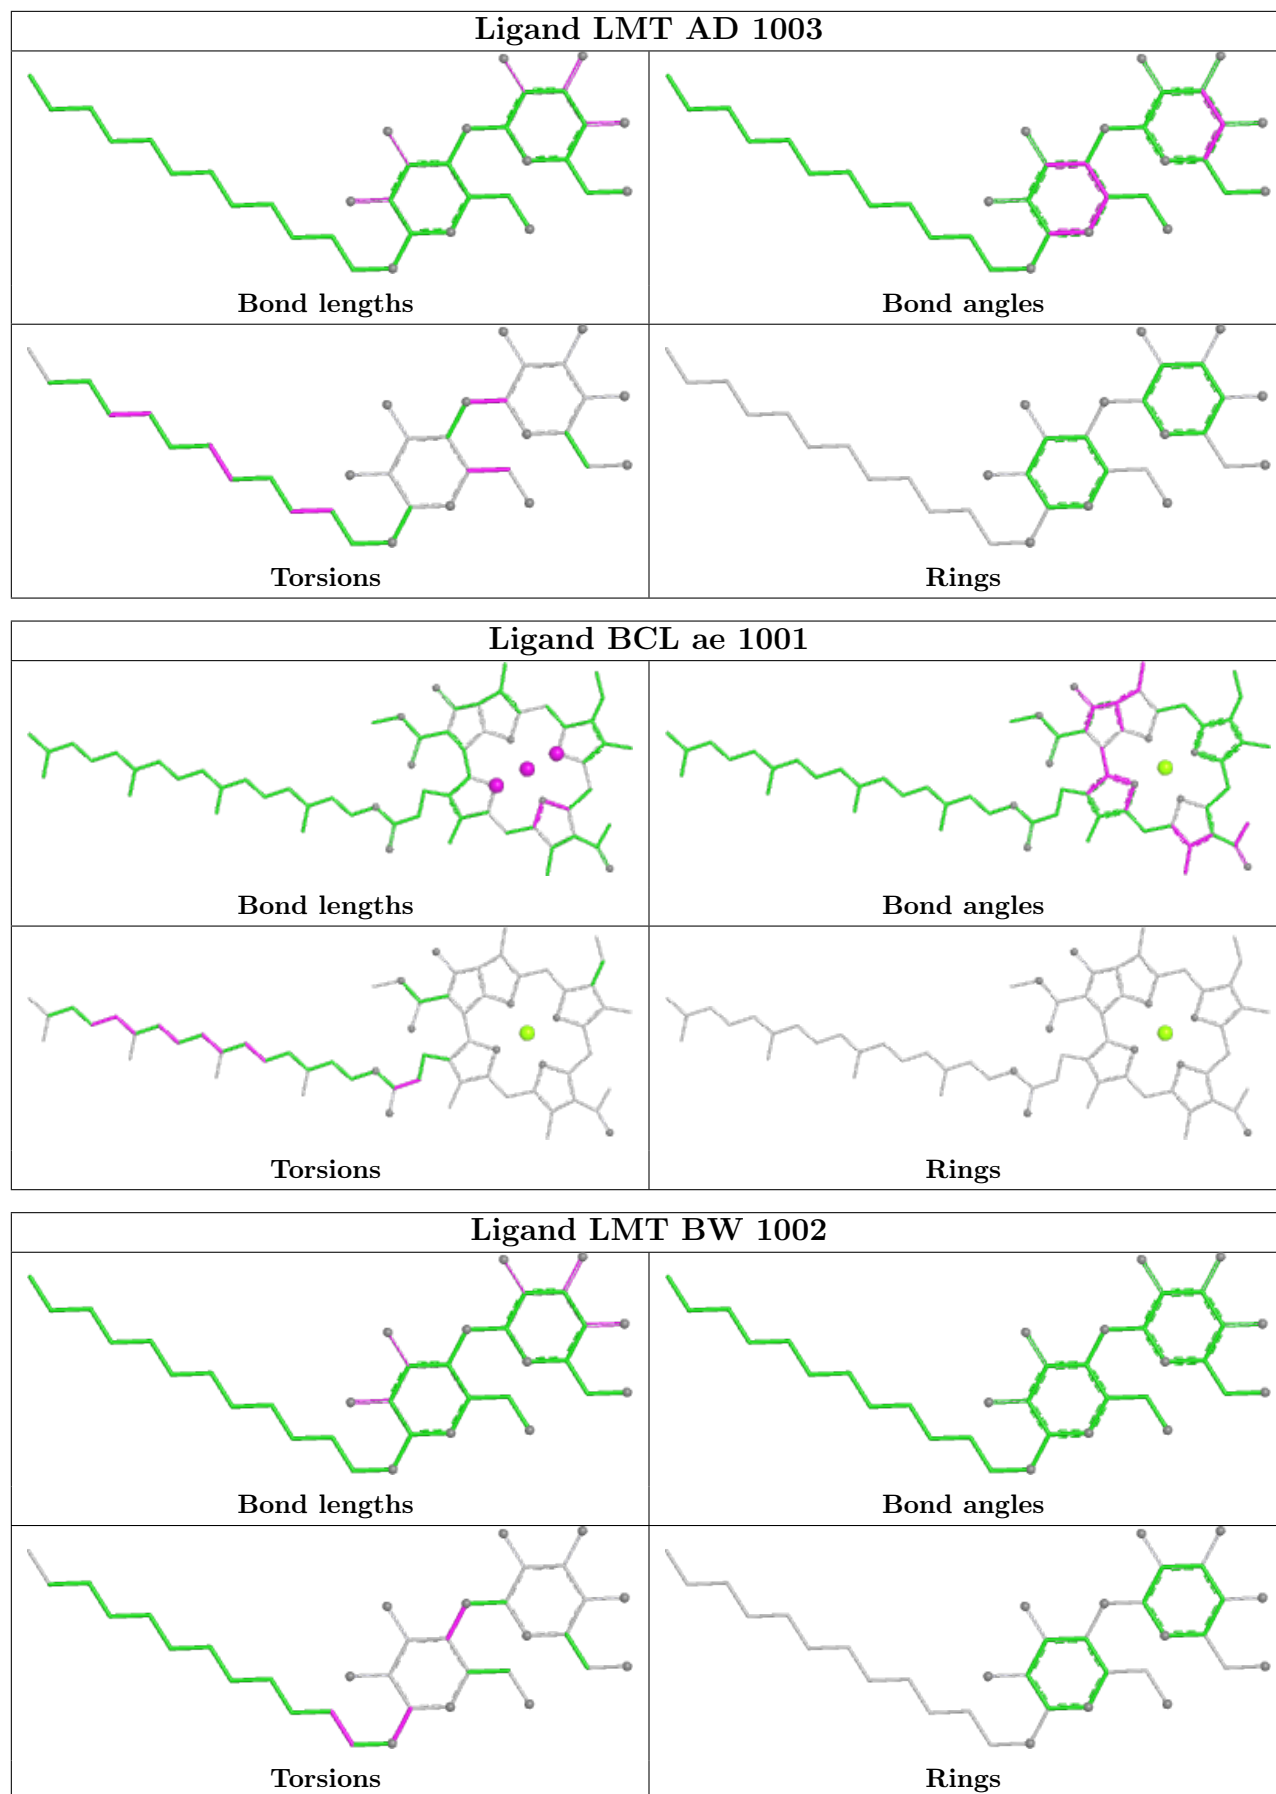 Ligand LMT AD 1003
Bond lengths
Bond angles
Torsions
Rings
Ligand BCL ae 1001
Bond lengths
Bond angles
Torsions
Rings
Ligand LMT BW 1002
Bond lengths
Bond angles
Torsions
Rings